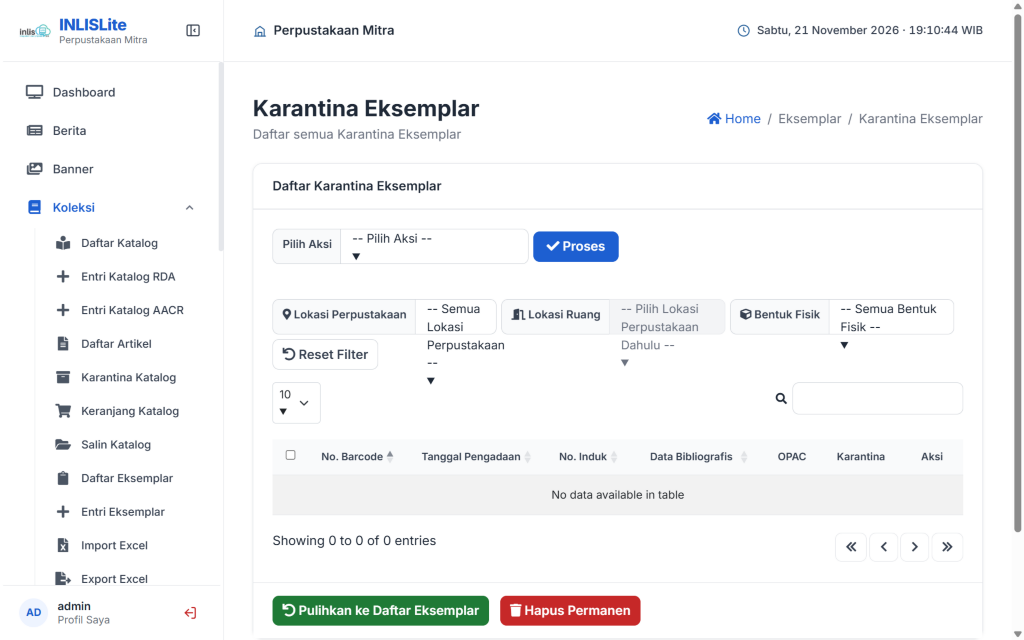 inlis
INLISLite
Perpustakaan Mitra
Perpustakaan Mitra
Sabtu, 21 November 2026 · 19:10:44 WIB
Dashboard
Berita
Banner
Koleksi
Daftar Katalog
Entri Katalog RDA
Entri Katalog AACR
Daftar Artikel
Karantina Katalog
Keranjang Katalog
Salin Katalog
Daftar Eksemplar
Entri Eksemplar
Import Excel
Export Excel
AD
admin
Profil Saya
Karantina Eksemplar
Daftar semua Karantina Eksemplar
Home / Eksemplar / Karantina Eksemplar
Daftar Karantina Eksemplar
Pilih Aksi
-- Pilih Aksi --
Proses
Lokasi Perpustakaan
-- Semua
Lokasi
Perpustakaan
--
Lokasi Ruang
-- Pilih Lokasi
Perpustakaan
Dahulu --
Bentuk Fisik
-- Semua Bentuk
Fisik --
Reset Filter
10
No. Barcode Tanggal Pengadaan No. Induk Data Bibliografis OPAC Karantina Aksi
No data available in table
Showing 0 to 0 of 0 entries
Pulihkan ke Daftar Eksemplar
Hapus Permanen